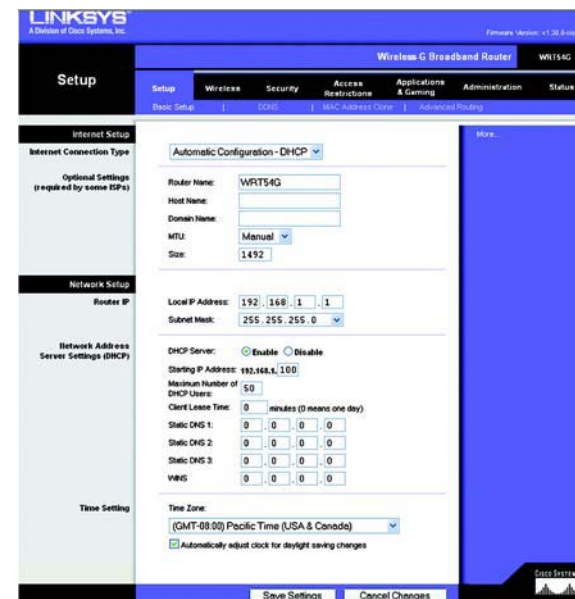 LINKSYS
A Division of Cisco Systems, Inc.
Wireless-G Broadband Router WRT54G
Setup
Setup Wireless Security Access Restrictions Applications & Gaming Administration Status
Basic Setup | DDNS | MAC Address Clone | Advanced Routing
Internet Setup
More...
Internet Connection Type Automatic Configuration - DHCP
Optional Settings (required by some ISPs)
Router Name: WRT54G
Host Name:
Domain Name:
MTU: Manual
Size: 1492
Network Setup
Router IP Local IP Address: 192 . 168 . 1 . 1
Subnet Mask: 255.255.255.0
Network Address Server Settings (DHCP)
DHCP Server: Enable Disable
Starting IP Address: 192.168.1. 100
Maximum Number of DHCP Users: 50
Client Lease Time: 0 minutes (0 means one day)
Static DNS 1: 0 . 0 . 0 . 0
Static DNS 2: 0 . 0 . 0 . 0
Static DNS 3: 0 . 0 . 0 . 0
WINS 0 . 0 . 0 . 0
Time Setting Time Zone:
(GMT-08:00) Pacific Time (USA & Canada)
Automatically adjust clock for daylight saving changes
Save Settings Cancel Changes